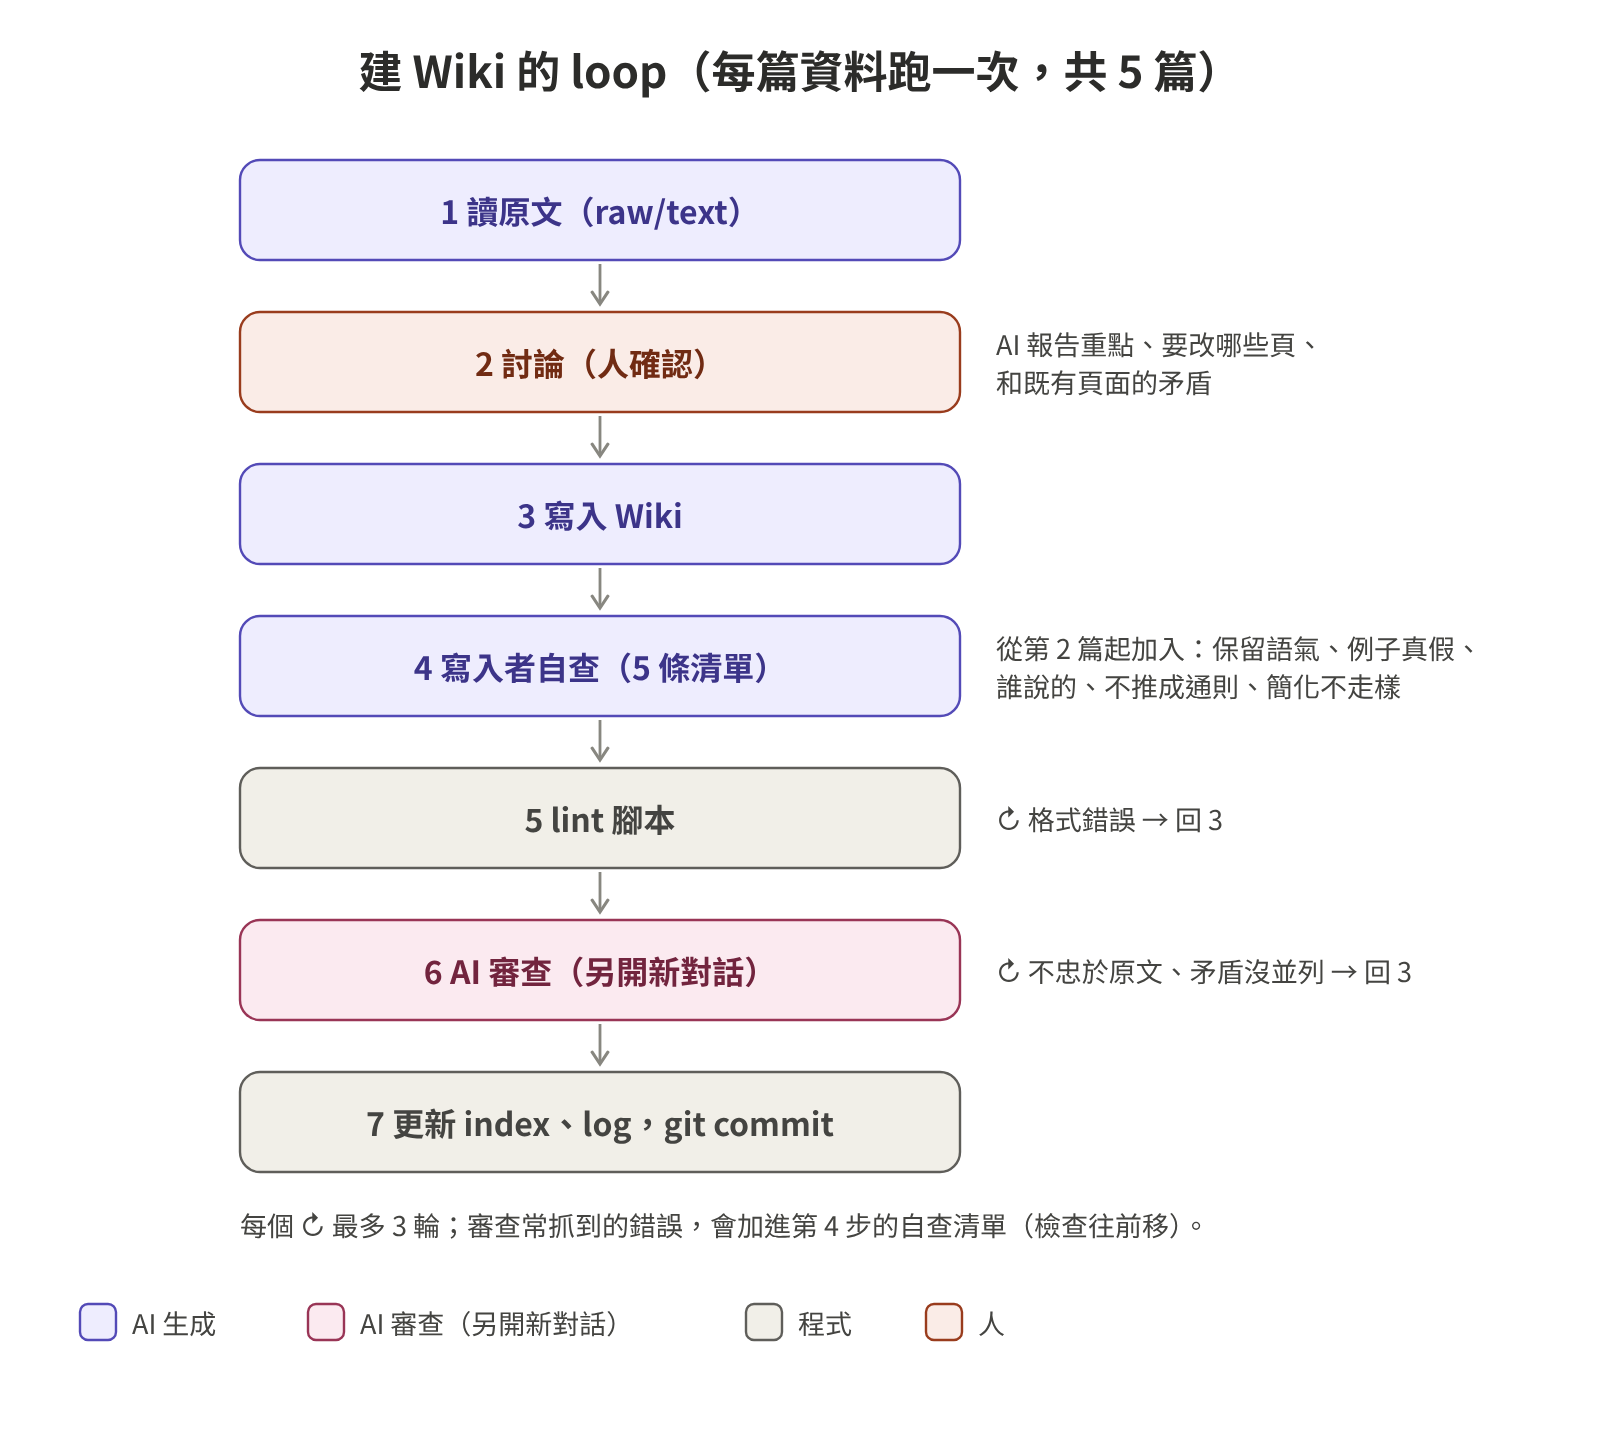 建 Wiki 的 loop（每篇資料跑一次，共 5 篇）
1 讀原文（raw/text）
2 討論（人確認）
AI 報告重點、要改哪些頁、
和既有頁面的矛盾
3 寫入 Wiki
4 寫入者自查（5 條清單）
從第 2 篇起加入：保留語氣、例子真假、
誰說的、不推成通則、簡化不走樣
5 lint 腳本
↻ 格式錯誤 → 回 3
6 AI 審查（另開新對話）
↻ 不忠於原文、矛盾沒並列 → 回 3
7 更新 index、log，git commit
每個 ↻ 最多 3 輪；審查常抓到的錯誤，會加進第 4 步的自查清單（檢查往前移）。
AI 生成
AI 審查（另開新對話）
程式
人